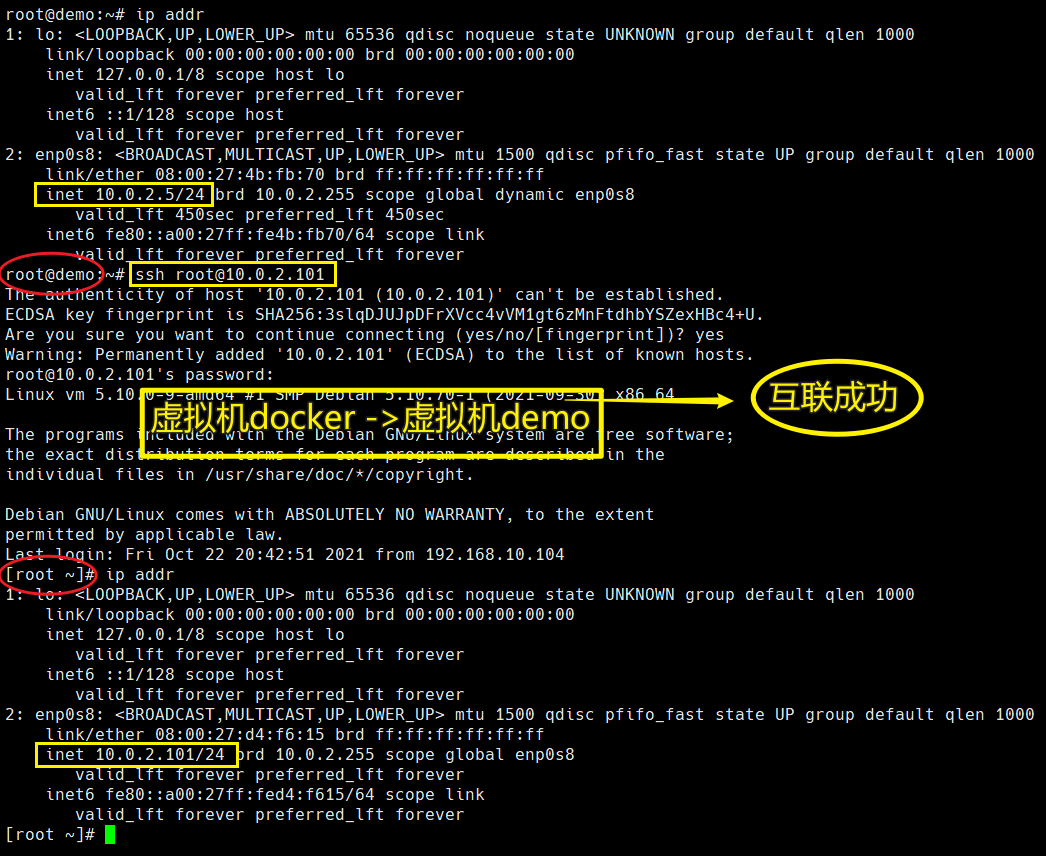 root@demo:~# ip addr
1: lo: <LOOPBACK,UP,LOWER_UP> mtu 65536 qdisc noqueue state UNKNOWN group default qlen 1000
link/loopback 00:00:00:00:00:00 brd 00:00:00:00:00:00
inet 127.0.0.1/8 scope host lo
valid_lft forever preferred_lft forever
inet6 ::1/128 scope host
valid_lft forever preferred_lft forever
2: enp0s8: <BROADCAST,MULTICAST,UP,LOWER_UP> mtu 1500 qdisc pfifo_fast state UP group default qlen 1000
link/ether 08:00:27:4b:fb:70 brd ff:ff:ff:ff:ff:ff
inet 10.0.2.5/24 brd 10.0.2.255 scope global dynamic enp0s8
valid_lft 450sec preferred_lft 450sec
inet6 fe80::a00:27ff:fe4b:fb70/64 scope link
valid_lft forever preferred_lft forever
root@demo:~# ssh root@10.0.2.101
The authenticity of host '10.0.2.101 (10.0.2.101)' can't be established.
ECDSA key fingerprint is SHA256:3slqDJUJpDFrXVcc4vVM1gt6zMnFtdhbYSZexHBc4+U.
Are you sure you want to continue connecting (yes/no/[fingerprint])? yes
Warning: Permanently added '10.0.2.101' (ECDSA) to the list of known hosts.
root@10.0.2.101's password:
Linux vm 5.10.0-9-amd64 #1 SMP Debian 5.10.70-1 (2021-09-30) x86_64
虚拟机docker ->虚拟机demo
互联成功
The programs included with the Debian GNU/Linux system are free software;
the exact distribution terms for each program are described in the
individual files in /usr/share/doc/*/copyright.
Debian GNU/Linux comes with ABSOLUTELY NO WARRANTY, to the extent
permitted by applicable law.
Last login: Fri Oct 22 20:42:51 2021 from 192.168.10.104
[root ~]# ip addr
1: lo: <LOOPBACK,UP,LOWER_UP> mtu 65536 qdisc noqueue state UNKNOWN group default qlen 1000
link/loopback 00:00:00:00:00:00 brd 00:00:00:00:00:00
inet 127.0.0.1/8 scope host lo
valid_lft forever preferred_lft forever
inet6 ::1/128 scope host
valid_lft forever preferred_lft forever
2: enp0s8: <BROADCAST,MULTICAST,UP,LOWER_UP> mtu 1500 qdisc pfifo_fast state UP group default qlen 1000
link/ether 08:00:27:d4:f6:15 brd ff:ff:ff:ff:ff:ff
inet 10.0.2.101/24 brd 10.0.2.255 scope global enp0s8
valid_lft forever preferred_lft forever
inet6 fe80::a00:27ff:fed4:f615/64 scope link
valid_lft forever preferred_lft forever
[root ~]#